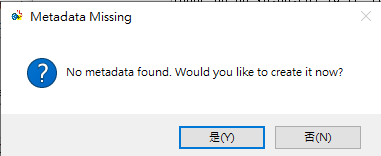 Metadata Missing
No metadata found. Would you like to create it now?
是(Y)
否(N)